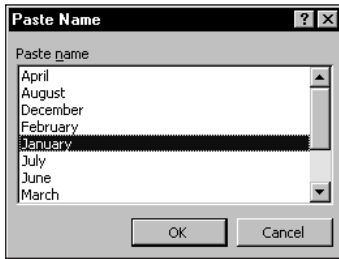 Paste Name
Paste name
April
August
December
February
January
July
June
March
OK Cancel